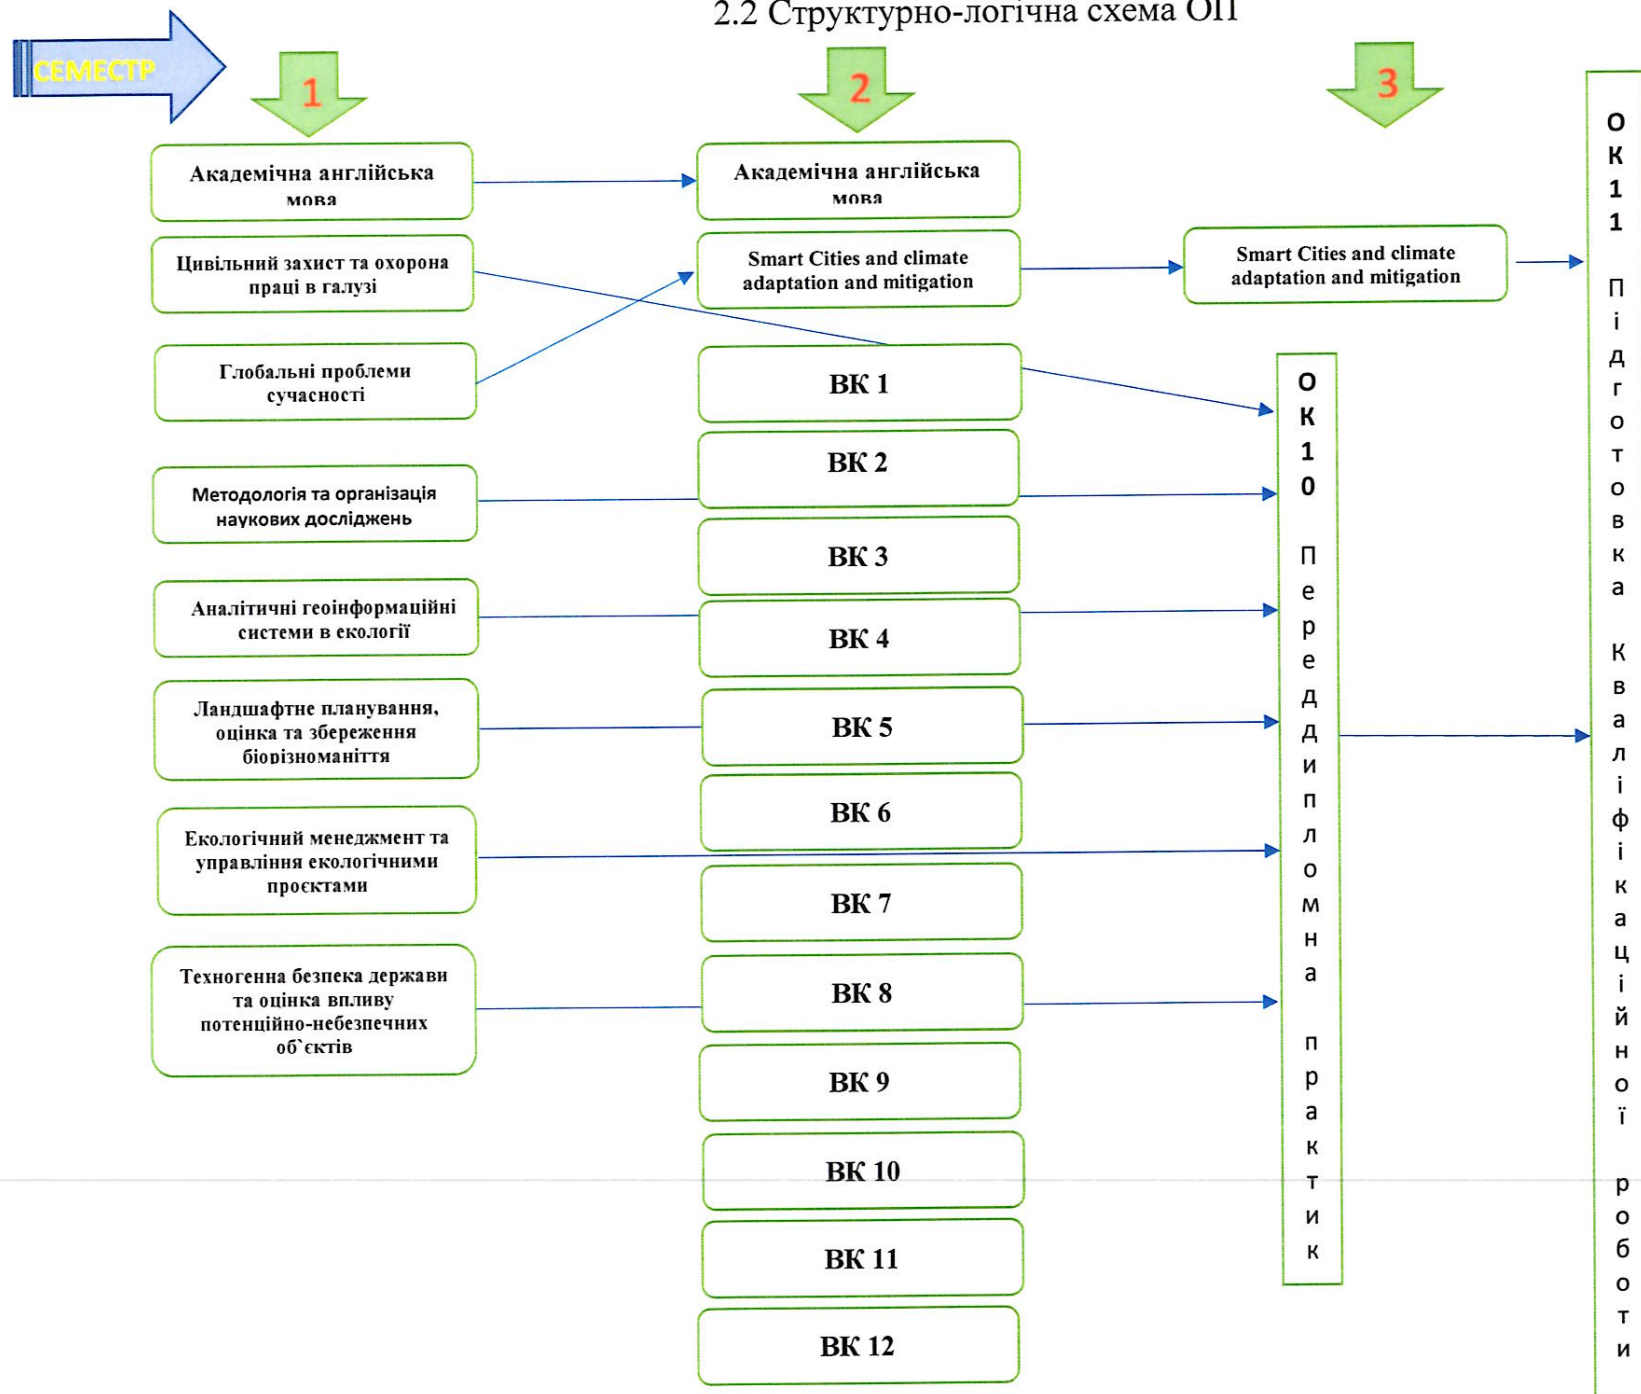 2.2 Структурно-логічна схема ОП
СЕМЕСТР
1
2
3
Академічна англійська
мова
Цивільний захист та охорона
праці в галузі
Глобальні проблеми
сучасності
Методологія та організація
наукових досліджень
Аналітичні геоінформаційні
системи в екології
Ландшафтне планування,
оцінка та збереження
біорізноманіття
Екологічний менеджмент та
управління екологічними
проєктами
Техногенна безпека держави
та оцінка впливу
потенційно-небезпечних
об`єктів
Академічна англійська
мова
Smart Cities and climate
adaptation and mitigation
ВК 1
ВК 2
ВК 3
ВК 4
ВК 5
ВК 6
ВК 7
ВК 8
ВК 9
ВК 10
ВК 11
ВК 12
Smart Cities and climate
adaptation and mitigation
ОК10 Переддипломна практик
ОК11 Підготовка Кваліфікаційної роботи